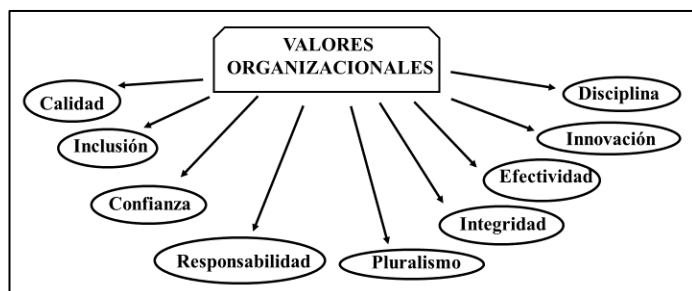 VALORES
ORGANIZACIONALES
Calidad
Disciplina
Inclusión
Innovación
Confianza
Efectividad
Integridad
Responsabilidad
Pluralismo